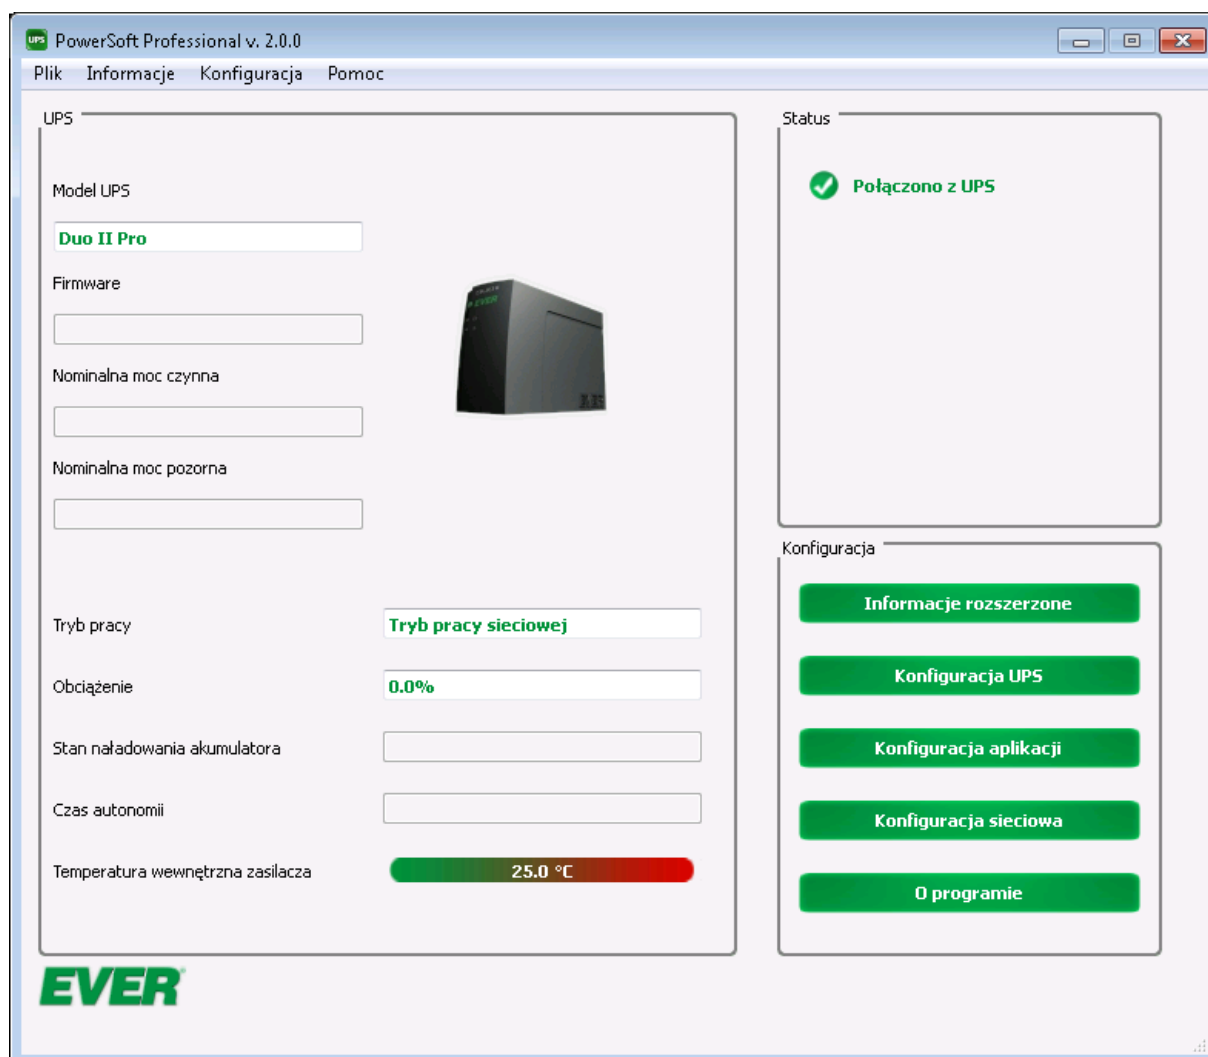 PowerSoft Professional v. 2.0.0
Plik Informacje Konfiguracja Pomoc
UPS
Model UPS
Duo II Pro
Firmware
Nominalna moc czynna
Nominalna moc pozorna
EVER
Tryb pracy
Tryb pracy sieciowej
Obciążenie
0.0%
Stan naładowania akumulatora
Czas autonomii
Temperatura wewnętrzna zasilacza
25.0 °C
Status
Połączono z UPS
Konfiguracja
Informacje rozszerzone
Konfiguracja UPS
Konfiguracja aplikacji
Konfiguracja sieciowa
O programie
EVER